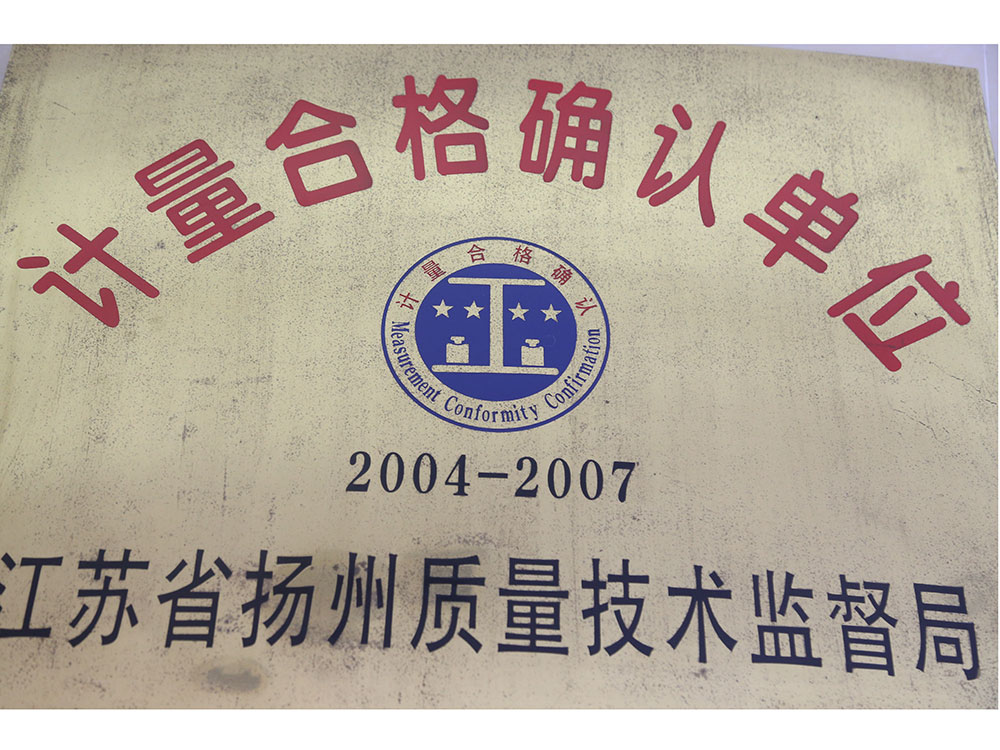 计量合格确认单位
计量合格确认
Measurement Conformity Confirmation
2004-2007
江苏省扬州质量技术监督局